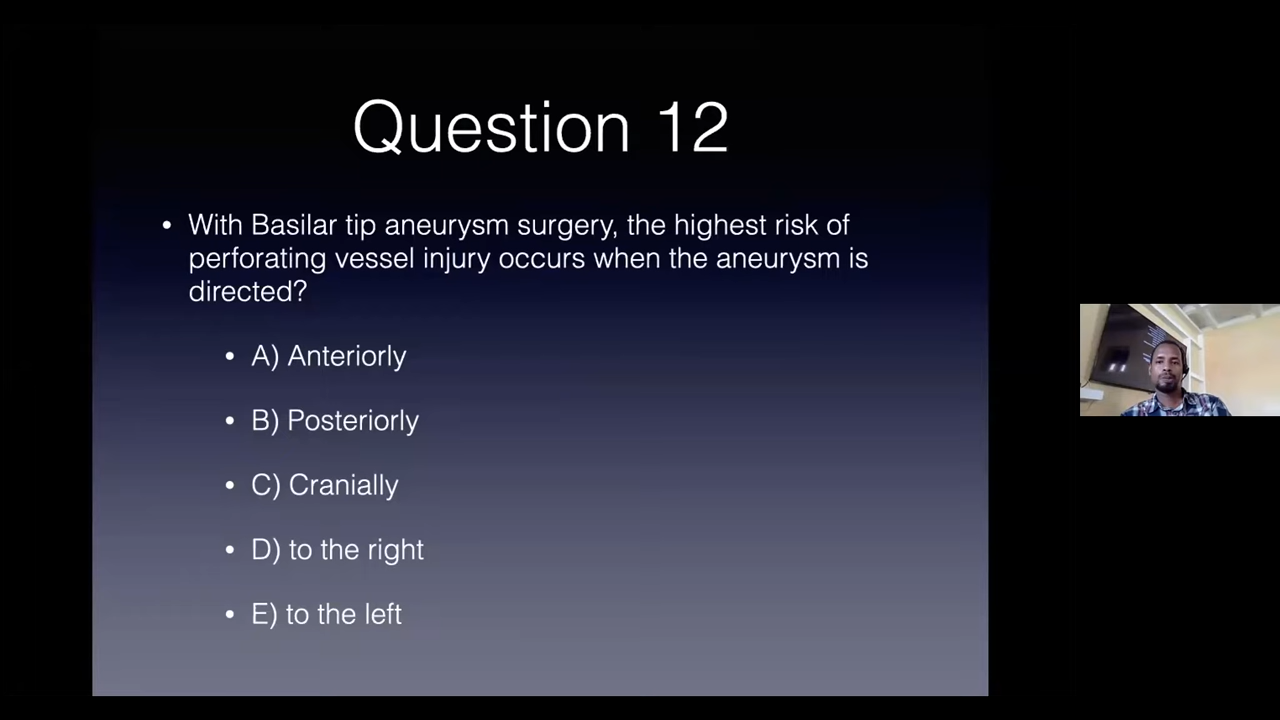 Question 12
• With Basilar tip aneurysm surgery, the highest risk of
perforating vessel injury occurs when the aneurysm is
directed?
• A) Anteriorly
• B) Posteriorly
• C) Cranially
• D) to the right
• E) to the left